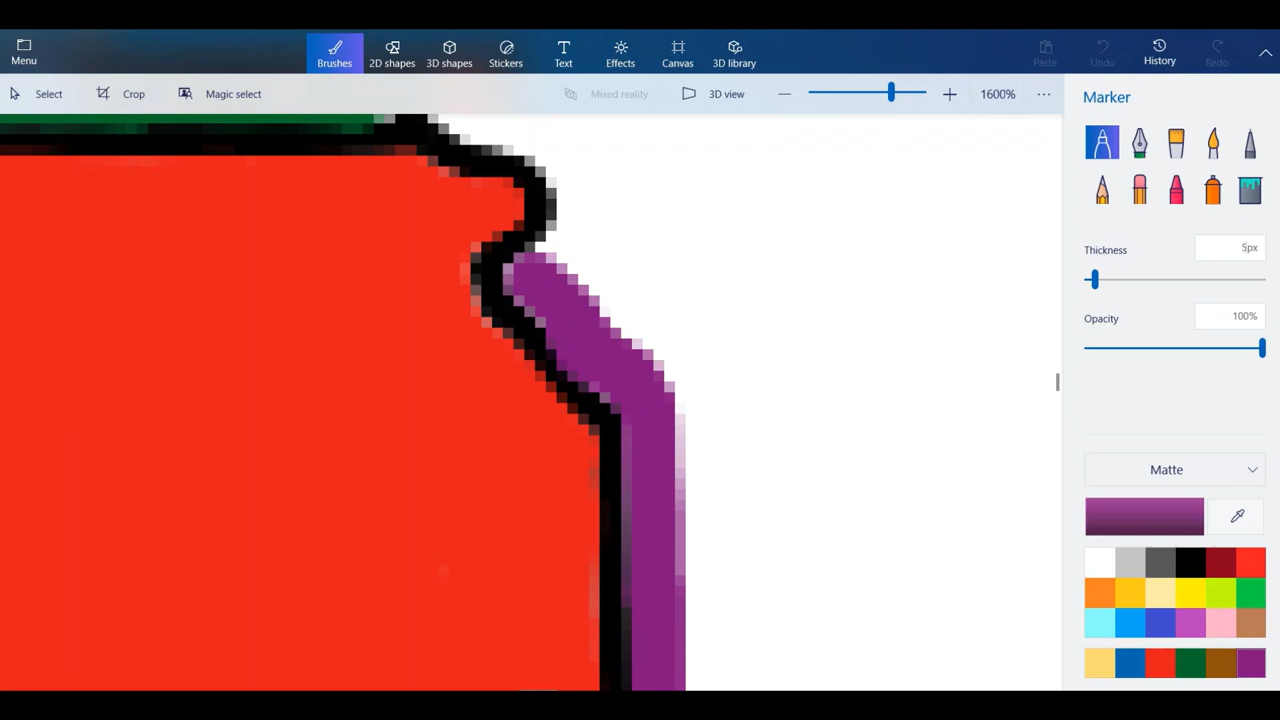 Menu
Brushes
2D shapes
3D shapes
Stickers
Text
Effects
Canvas
3D library
Paste
Undo
History
Redo
Select
Crop
Magic select
Mixed reality
3D view
1600%
Marker
Thickness
5px
Opacity
100%
Matte